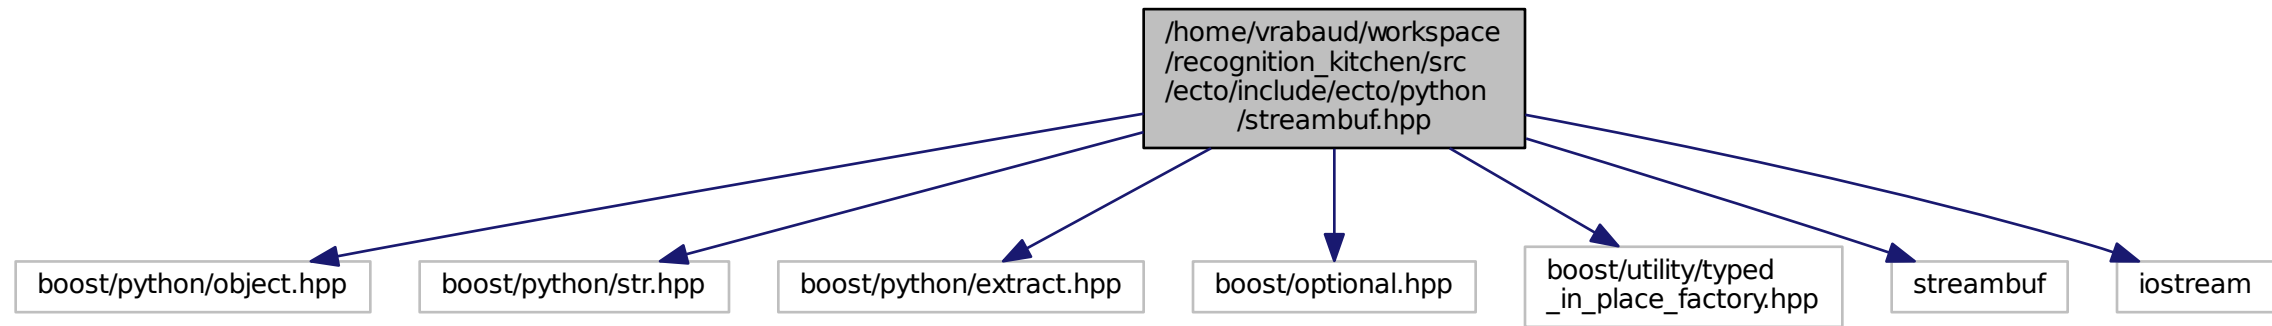 /home/vrabaud/workspace
/recognition_kitchen/src
/ecto/include/ecto/python
/streambuf.hpp
boost/python/object.hpp
boost/python/str.hpp
boost/python/extract.hpp
boost/optional.hpp
boost/utility/typed
_in_place_factory.hpp
streambuf
iostream